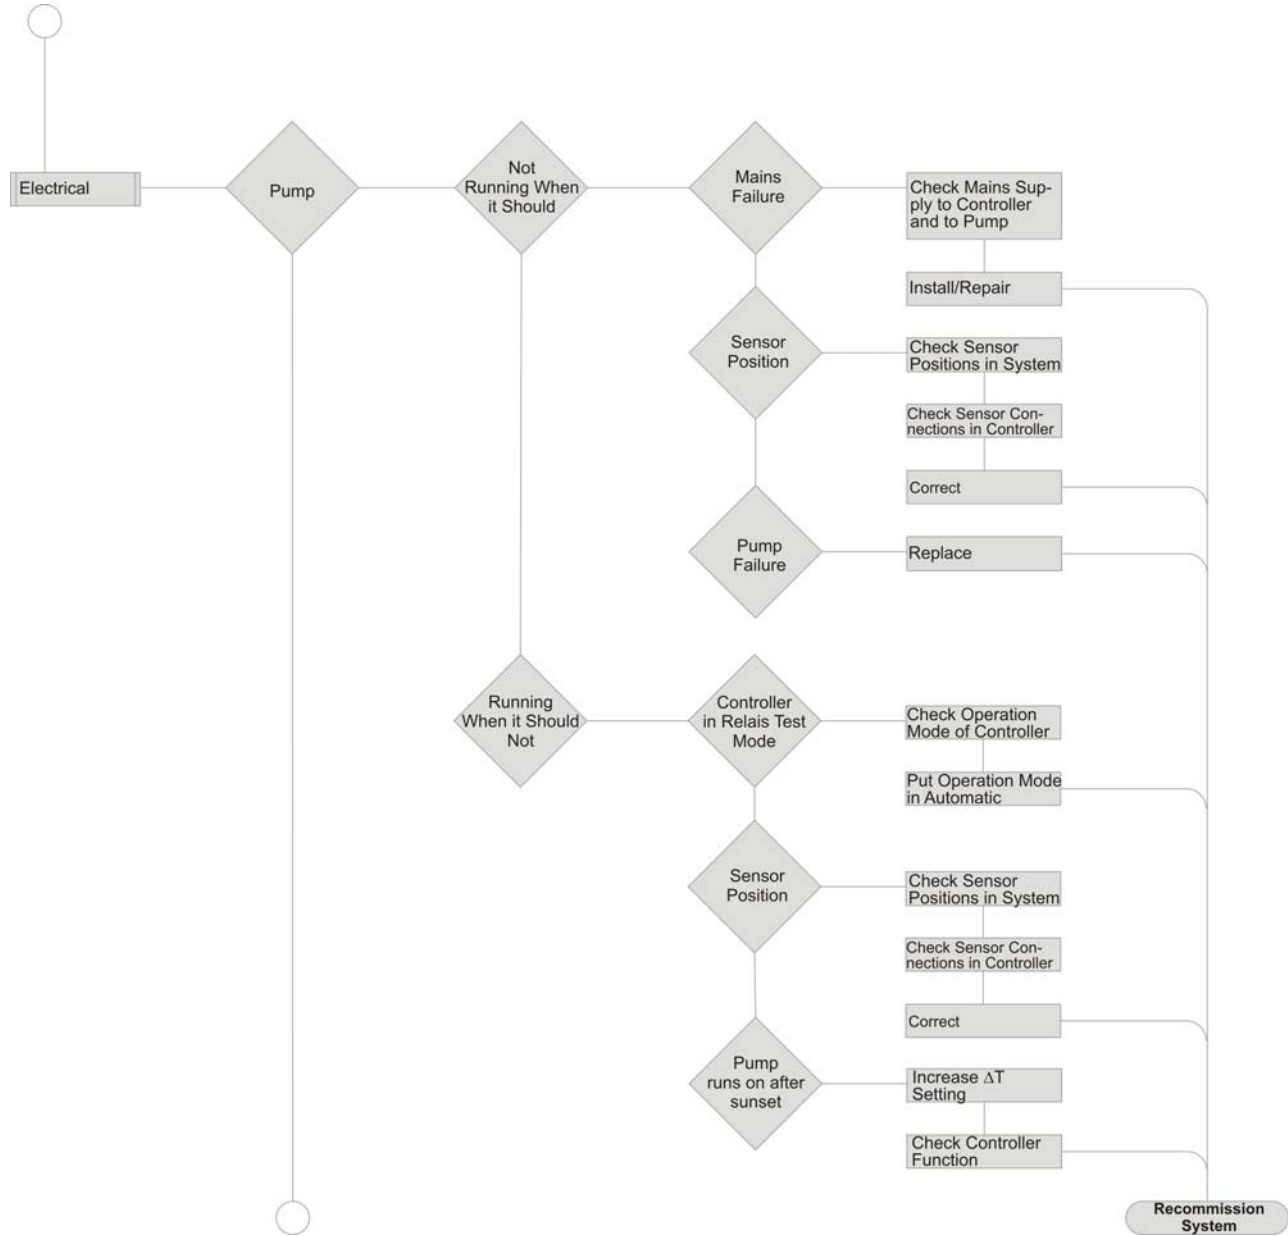 Electrical
Pump
Not
Running When
it Should
Mains
Failure
Check Mains Sup-
ply to Controller
and to Pump
Install/Repair
Sensor
Position
Check Sensor
Positions in System
Check Sensor Con-
nections in Controller
Correct
Pump
Failure
Replace
Running
When it Should
Not
Controller
in Relais Test
Mode
Check Operation
Mode of Controller
Put Operation Mode
in Automatic
Sensor
Position
Check Sensor
Positions in System
Check Sensor Con-
nections in Controller
Correct
Pump
runs on after
sunset
Increase ΔT
Setting
Check Controller
Function
Recommission
System